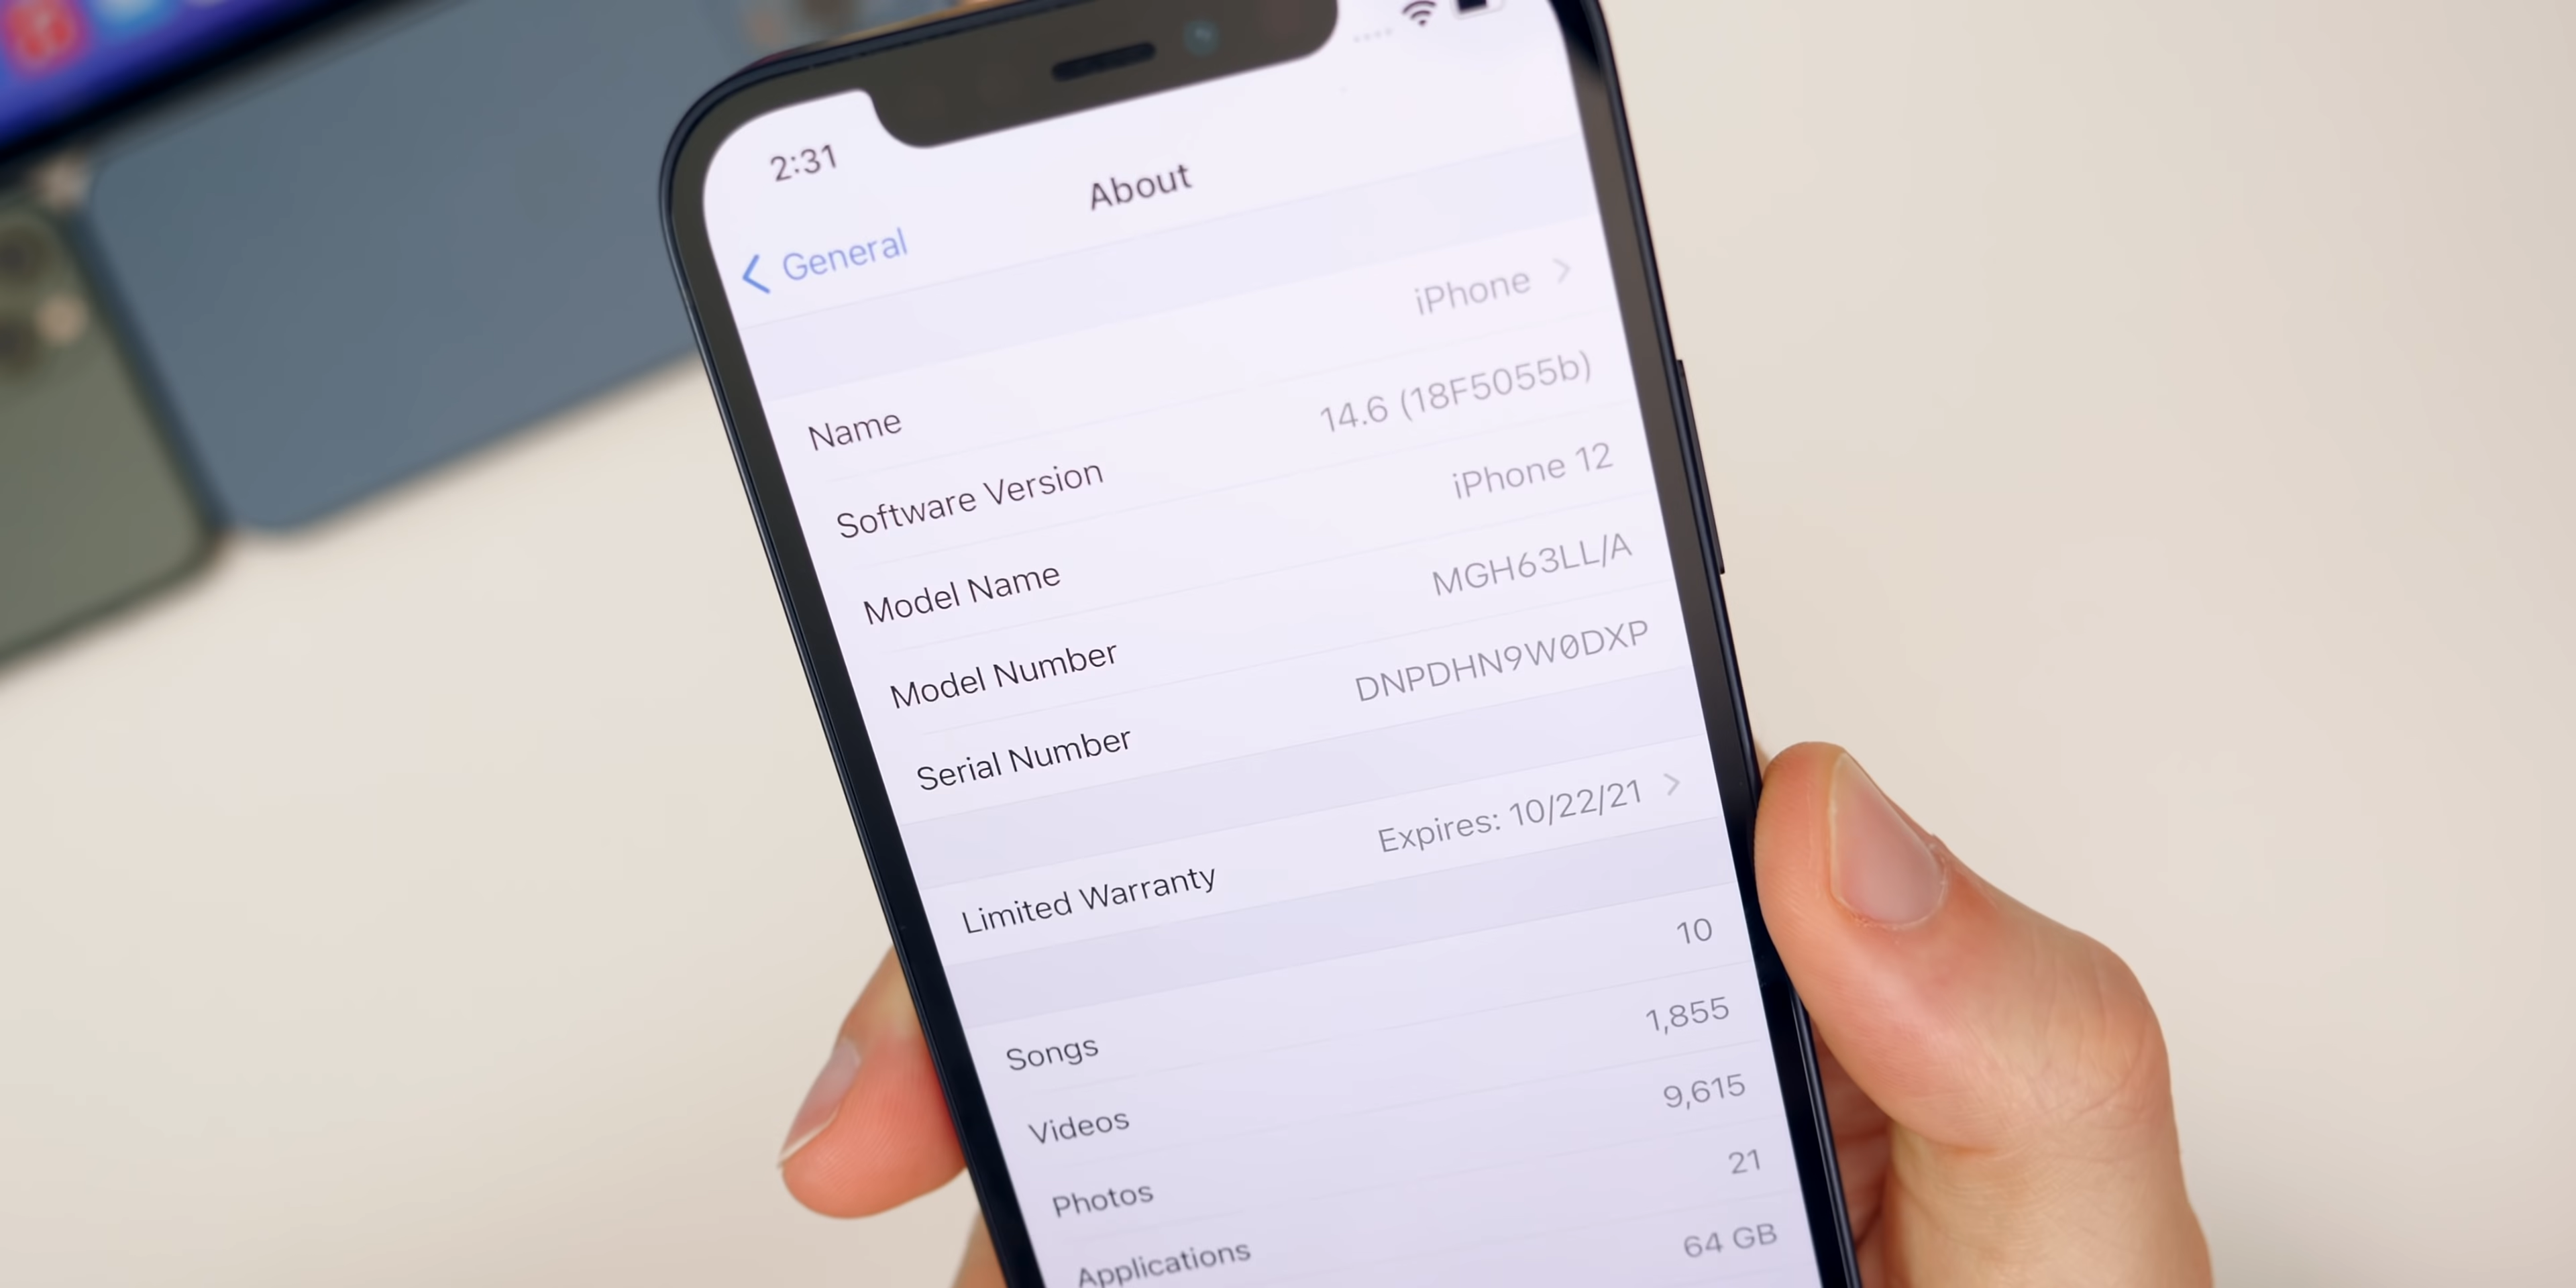 2:31
About
General
Name iPhone
Software Version 14.6 (18F5055b)
Model Name iPhone 12
Model Number MGH63LL/A
Serial Number DNPDHN9W0DXP
Limited Warranty Expires: 10/22/21
Songs 10
Videos 1,855
Photos 9,615
Applications 21
64 GB